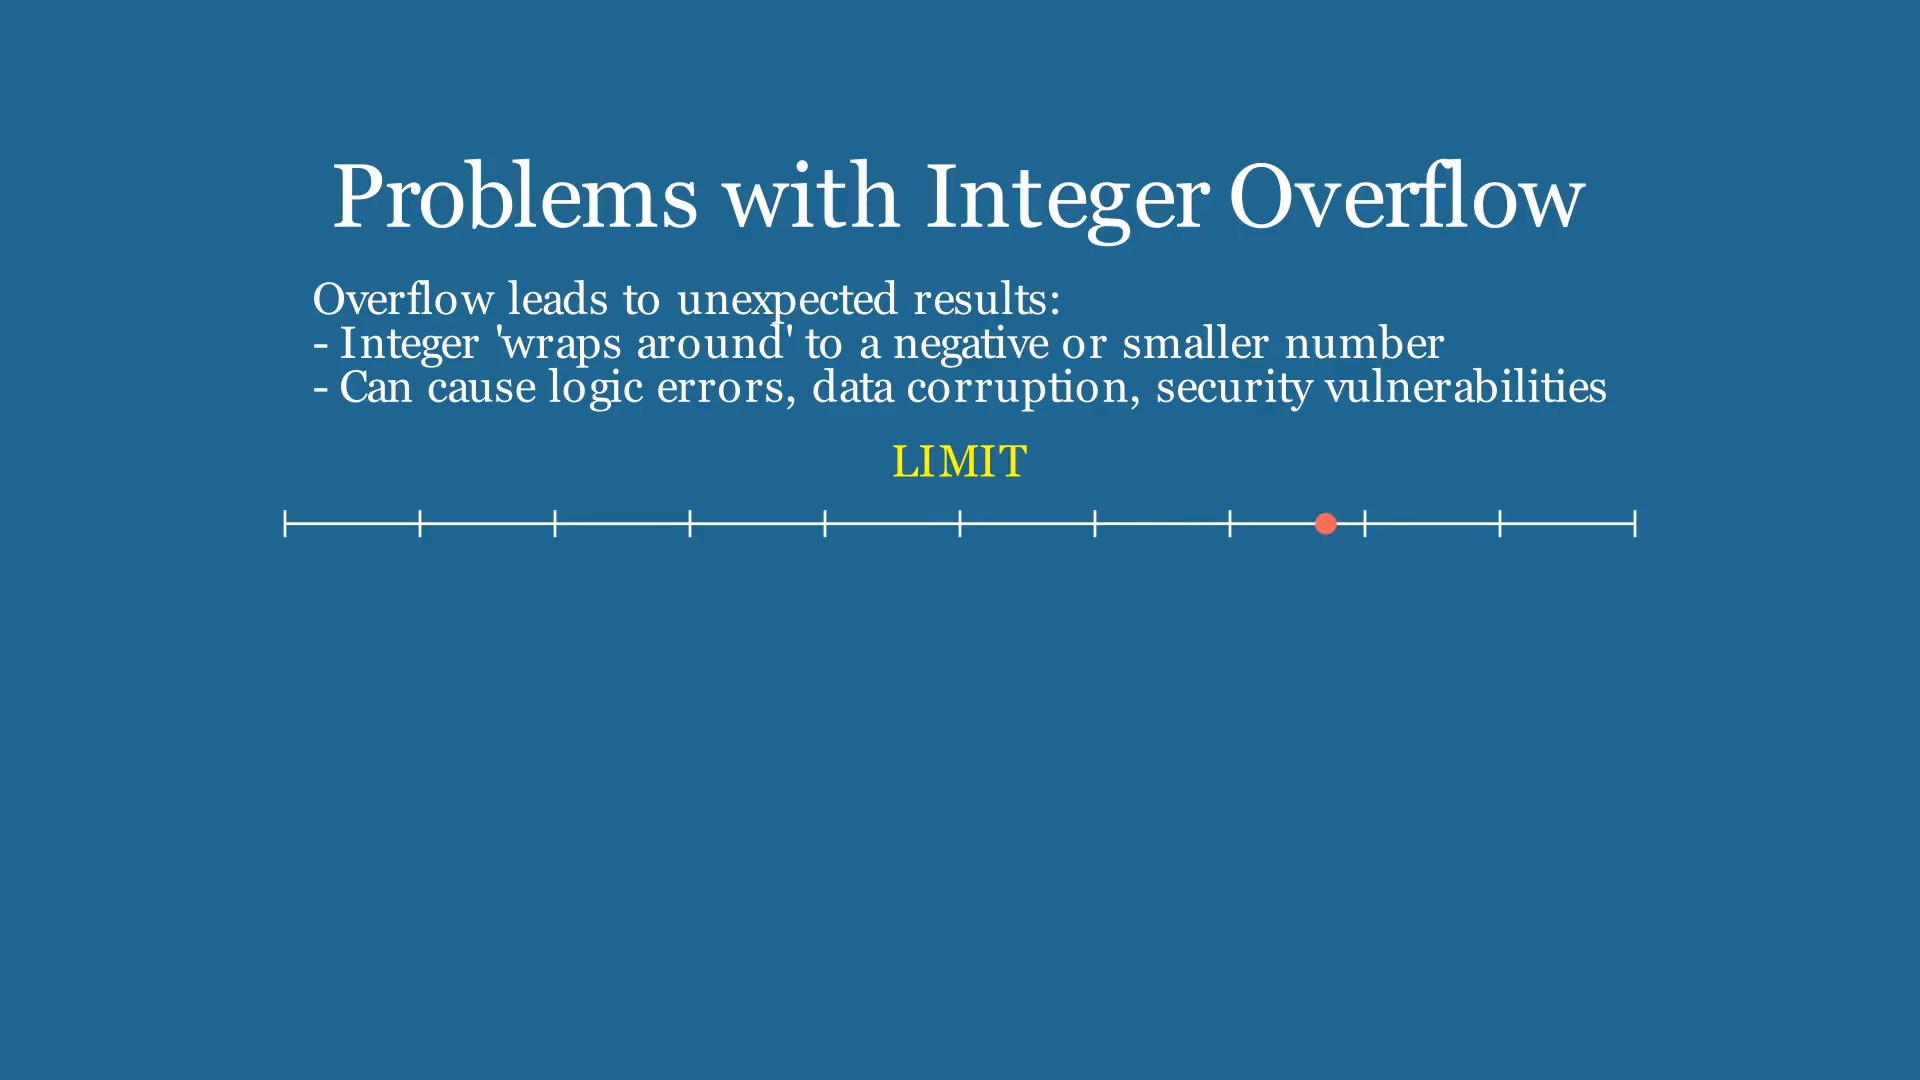 Problems with Integer Overflow
Overflow leads to unexpected results:
- Integer 'wraps around' to a negative or smaller number
- Can cause logic errors, data corruption, security vulnerabilities
LIMIT